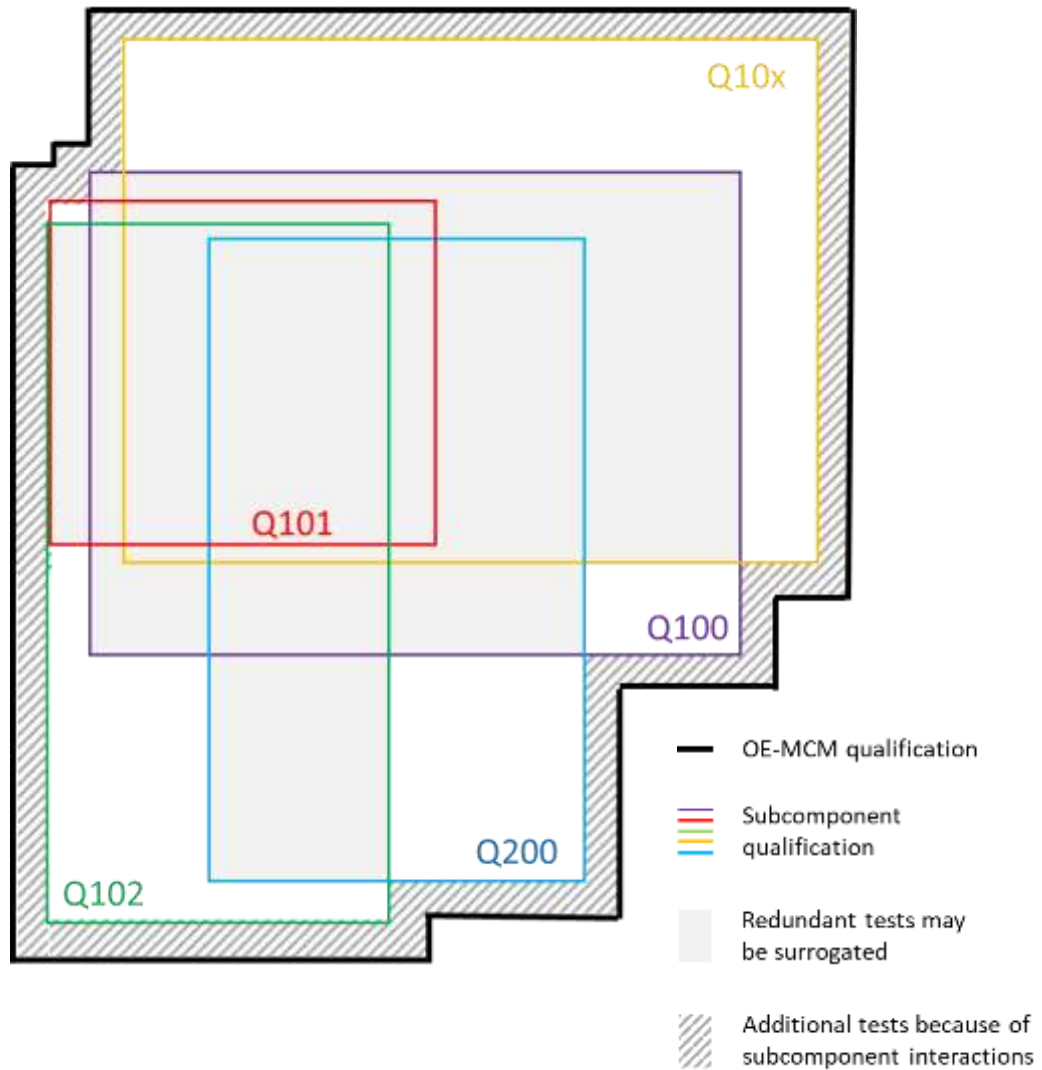 Q10x
Q101
Q100
Q200
Q102
OE-MCM qualification
Subcomponent
qualification
Redundant tests may
be surrogated
Additional tests because of
subcomponent interactions